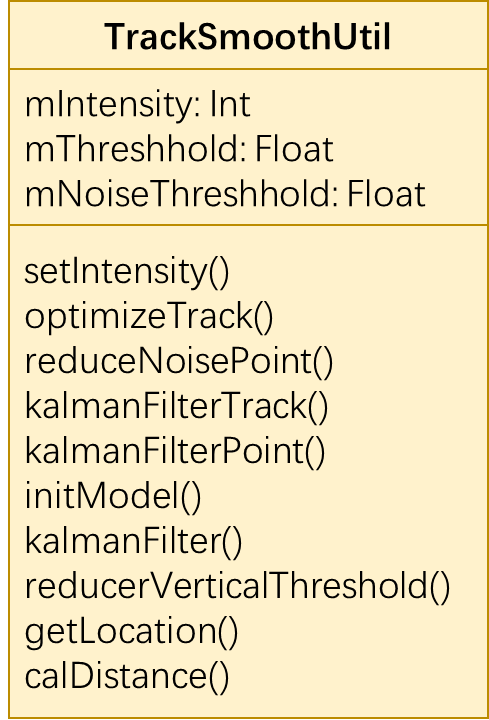 TrackSmoothUtil
mIntensity: Int
mThreshhold: Float
mNoiseThreshhold: Float
setIntensity()
optimizeTrack()
reduceNoisePoint()
kalmanFilterTrack()
kalmanFilterPoint()
initModel()
kalmanFilter()
reducerVerticalThreshold()
getLocation()
calDistance()